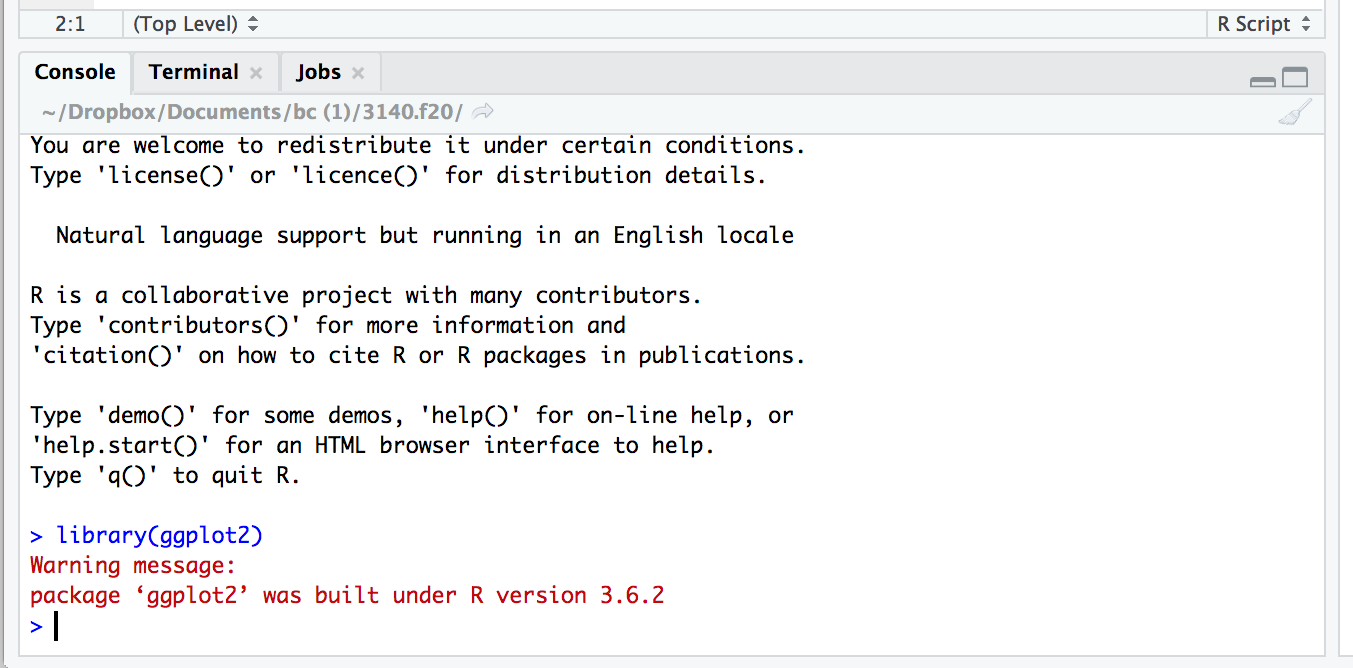 2:1 (Top Level) R Script
Console Terminal Jobs
~/Dropbox/Documents/bc (1)/3140.f20/
You are welcome to redistribute it under certain conditions.
Type 'license()' or 'licence()' for distribution details.
Natural language support but running in an English locale
R is a collaborative project with many contributors.
Type 'contributors()' for more information and
'citation()' on how to cite R or R packages in publications.
Type 'demo()' for some demos, 'help()' for on-line help, or
'help.start()' for an HTML browser interface to help.
Type 'q()' to quit R.
> library(ggplot2)
Warning message:
package ‘ggplot2’ was built under R version 3.6.2
>